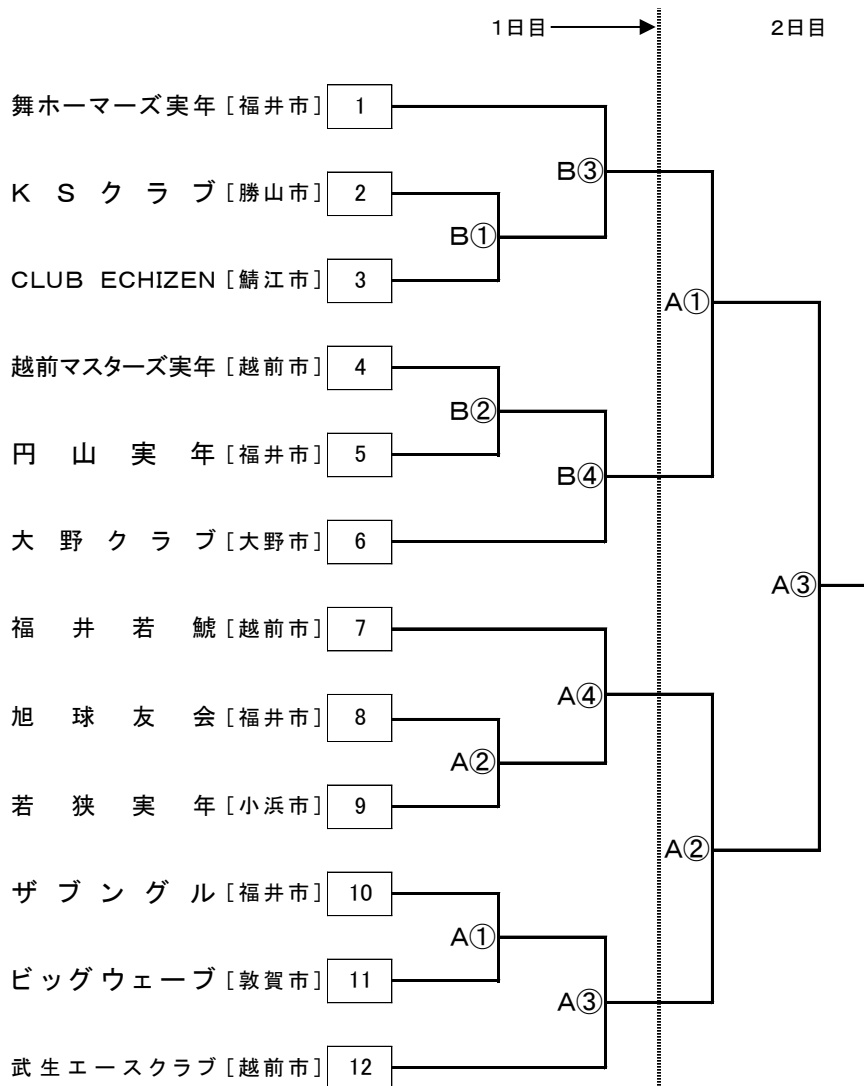 1日目 2日目
舞ホーマーズ実年 [福井市] 1
B③
KSクラブ [勝山市] 2
B①
CLUB ECHIZEN [鯖江市] 3
A①
越前マスターズ実年 [越前市] 4
B②
円山実年 [福井市] 5
B④
大野クラブ [大野市] 6
A③
福井若鯱 [越前市] 7
A④
旭球友会 [福井市] 8
A②
若狭実年 [小浜市] 9
A②
ザブングル [福井市] 10
A①
ビッグウェーブ [敦賀市] 11
A③
武生エースクラブ [越前市] 12